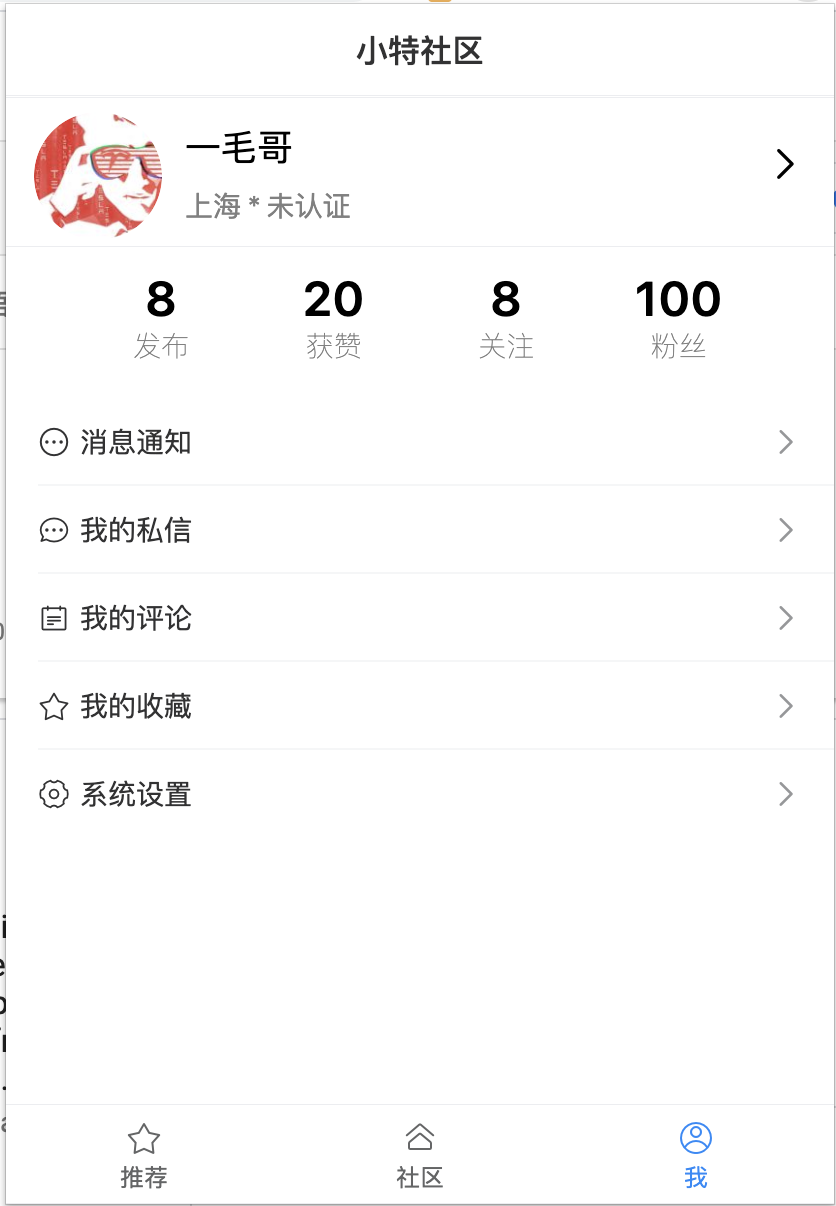 小特社区
一毛哥
上海 * 未认证
8 20 8 100
发布 获赞 关注 粉丝
消息通知
我的私信
我的评论
我的收藏
系统设置
推荐 社区 我